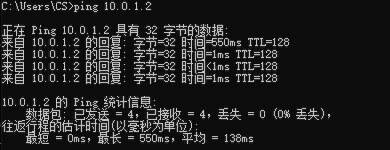 C:\Users\CS>ping 10.0.1.2
正在 Ping 10.0.1.2 具有 32 字节的数据:
来自 10.0.1.2 的回复: 字节=32 时间=550ms TTL=128
来自 10.0.1.2 的回复: 字节=32 时间=1ms TTL=128
来自 10.0.1.2 的回复: 字节=32 时间<1ms TTL=128
来自 10.0.1.2 的回复: 字节=32 时间=1ms TTL=128
10.0.1.2 的 Ping 统计信息:
数据包: 已发送 = 4，已接收 = 4，丢失 = 0 (0% 丢失)，
往返行程的估计时间(以毫秒为单位):
最短 = 0ms，最长 = 550ms，平均 = 138ms